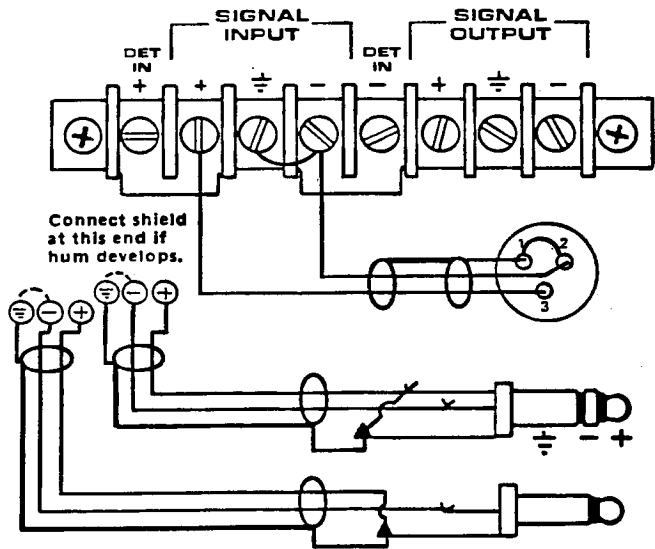 SIGNAL
INPUT
SIGNAL
OUTPUT
DET
IN
DET
IN
+ + - - + -
Connect shield
at this end if
hum develops.
1 2
3
- +
- +
- +